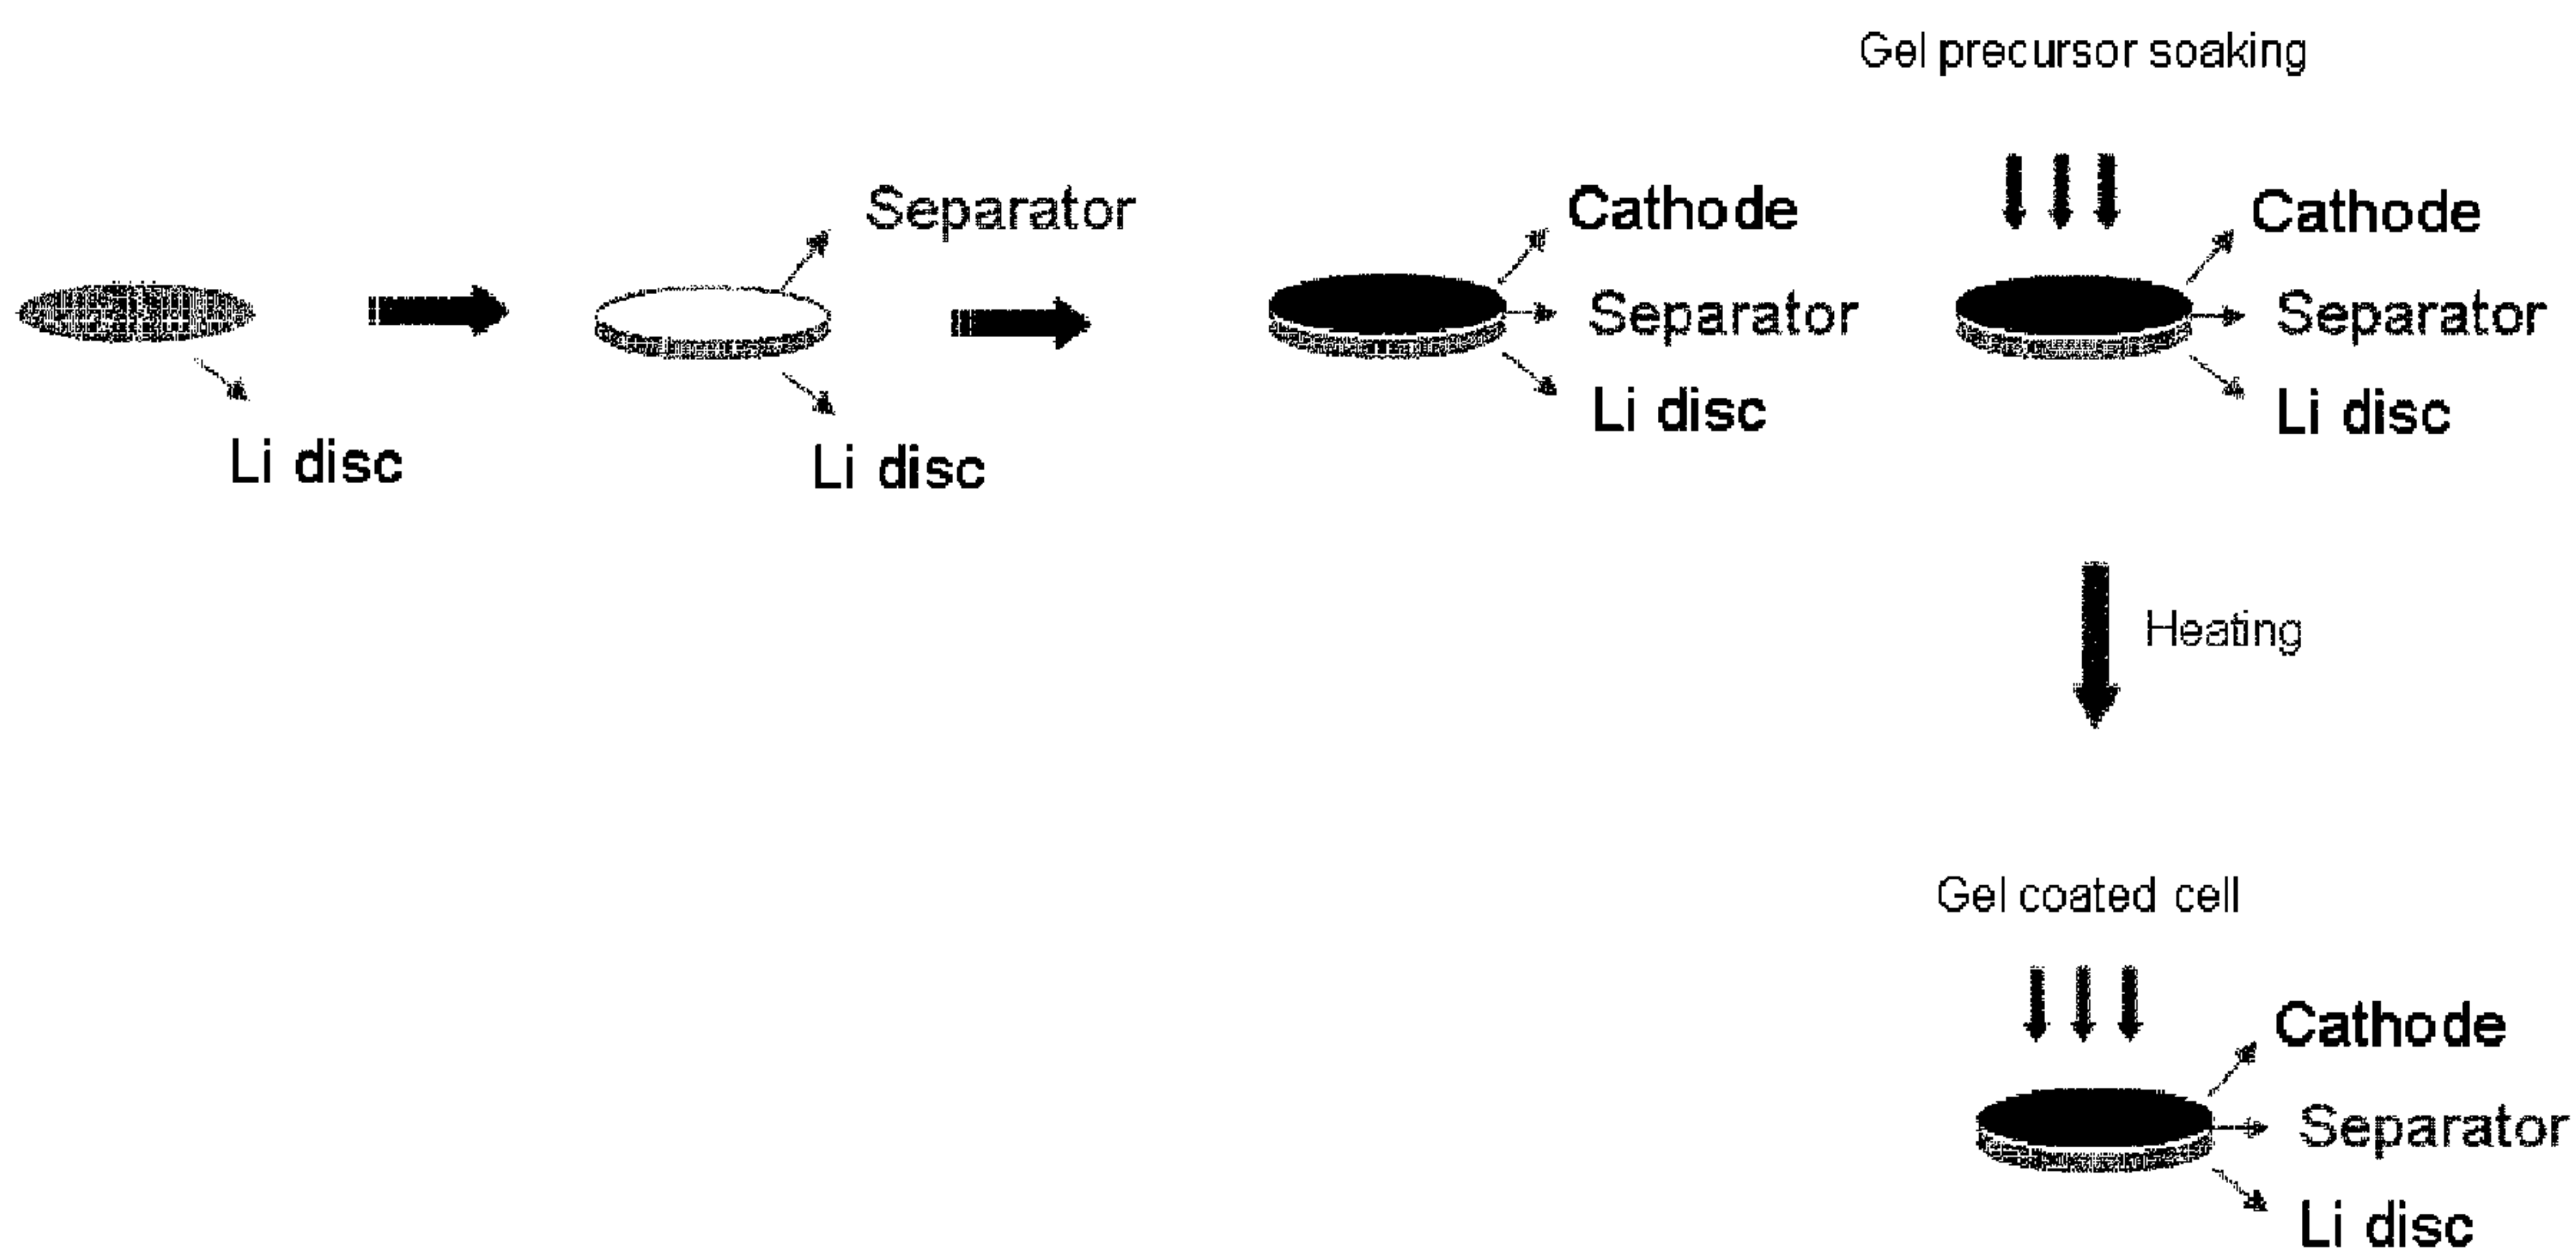 Gel precursor soaking
Separator
Li disc
Li disc
Cathode
Separator
Li disc
Cathode
Separator
Li disc
Heating
Gel coated cell
Cathode
Separator
Li disc